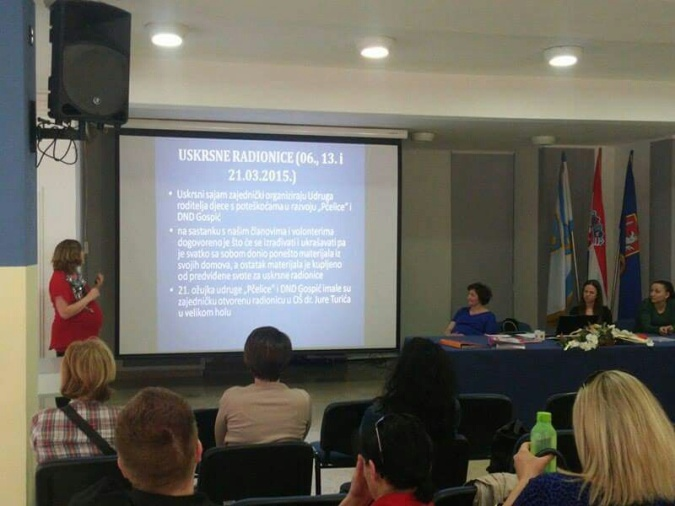 USKRSNE RADIONICE (06., 13. i
21.03.2015.)
• Uskrsni sajam zajednički organiziraju Udruga
roditelja djece s poteškoćama u razvoju „Pčelice“ i
DND Gospić
• na sastanku s našim članovima i volonterima
dogovoreno je što će se izrađivati i ukrašavati pa
je svatko sa sobom donio ponešto materijala iz
svojih domova, a ostatak materijala je kupljeno
od predviđene svote za uskrsne radionice
• 21. ožujka udruge „Pčelice“ i DND Gospić imale su
zajedničku otvorenu radionicu u OŠ dr. Jure Turića
u velikom holu